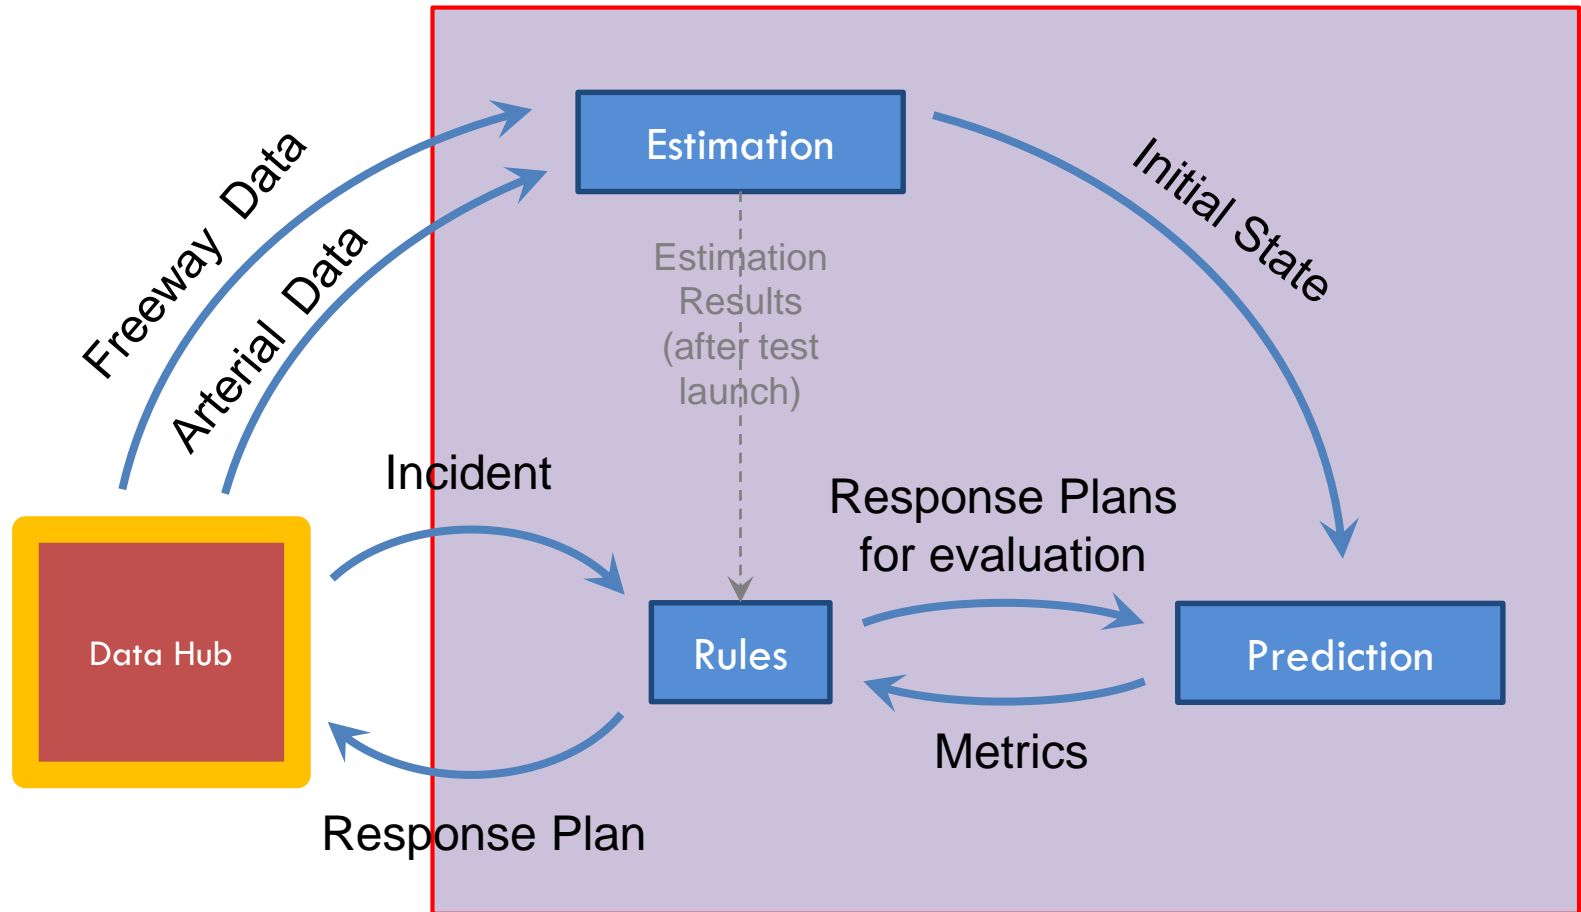 Estimation
Freeway Data
Arterial Data
Initial State
Estimation
Results
(after test
launch)
Incident
Response Plans
for evaluation
Data Hub
Rules
Prediction
Metrics
Response Plan